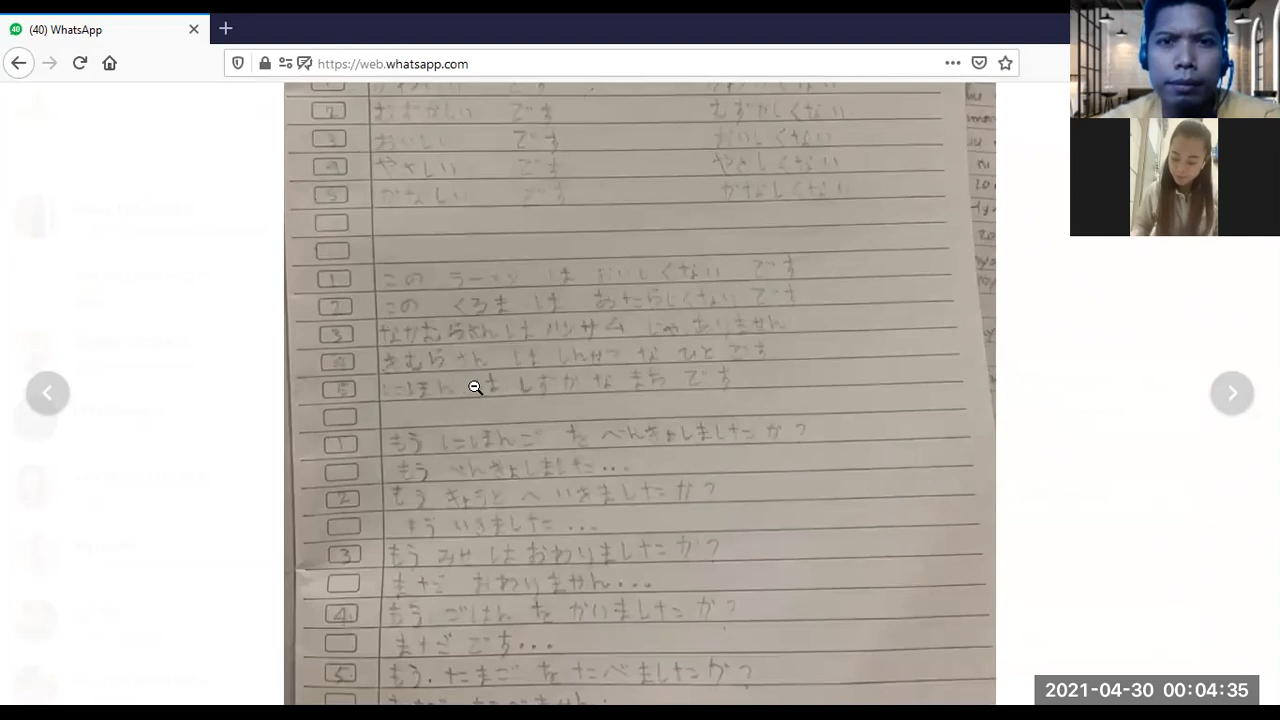 (40) WhatsApp
https://web.whatsapp.com
2 むずかしい です むずかしくない
3 おいしい です おいしくない
4 やさしい です やさしくない
5 かなしい です かなしくない
1 この ラーメン は おいしくない です
2 この くるま は あたらしくない です
3 なかむらさん は ハンサム じゃ ありません
4 きむら さん は しんせつ な ひと です
5 にほん は しずか な まち です
1 もう にほんご を べんきょしました か?
もう べんきょしました...
2 もう きょうと へ いきました か?
もう いきました...
3 もう みせ は おわりました か?
まだ おわりません...
4 もう ごはん を かいました か?
まだ です...
5 もう. たまご を たべました か?
2021-04-30 00:04:35